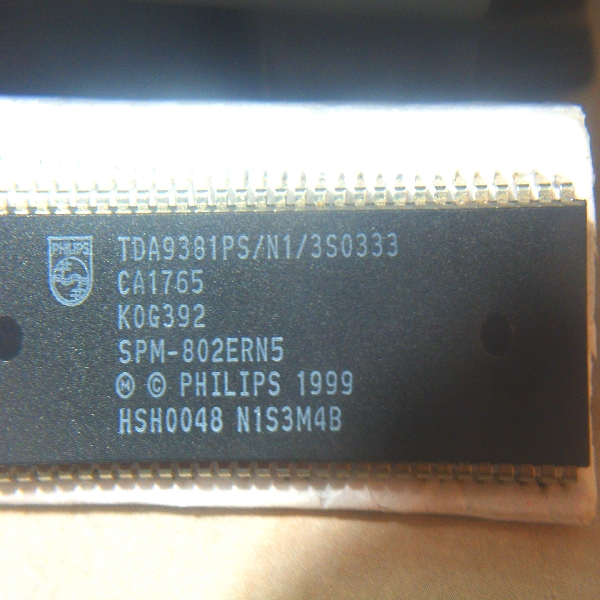 PHILIPS
TDA9381PS/N1/3S0333
CA1765
K0G392
SPM-802ERN5
Ⓜ © PHILIPS 1999
HSH0048 N1S3M4B